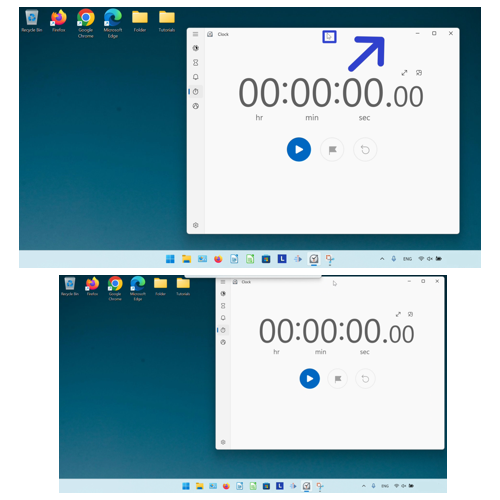 Recycle Bin
Firefox
Google Chrome
Microsoft Edge
Folder
Tutorials
Clock
00:00:00.00
hr
min
sec
ENG
Recycle Bin
Firefox
Google Chrome
Microsoft Edge
Folder
Tutorials
Clock
00:00:00.00
hr
min
sec
ENG